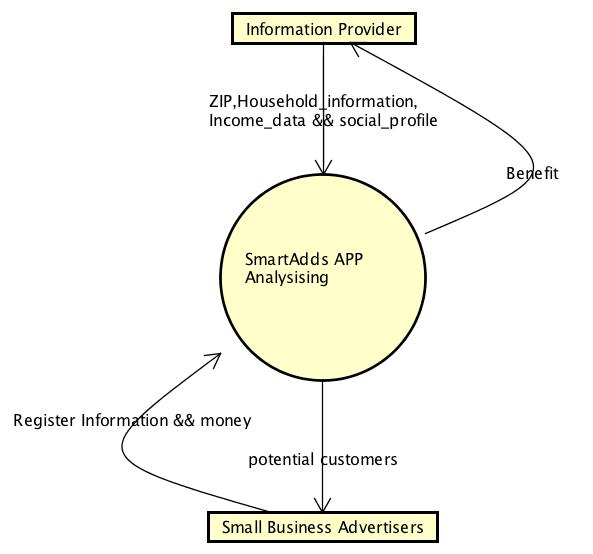 Information Provider
ZIP,Household_information,
Income_data && social_profile
Benefit
SmartAdds APP
Analysising
Register Information && money
potential customers
Small Business Advertisers